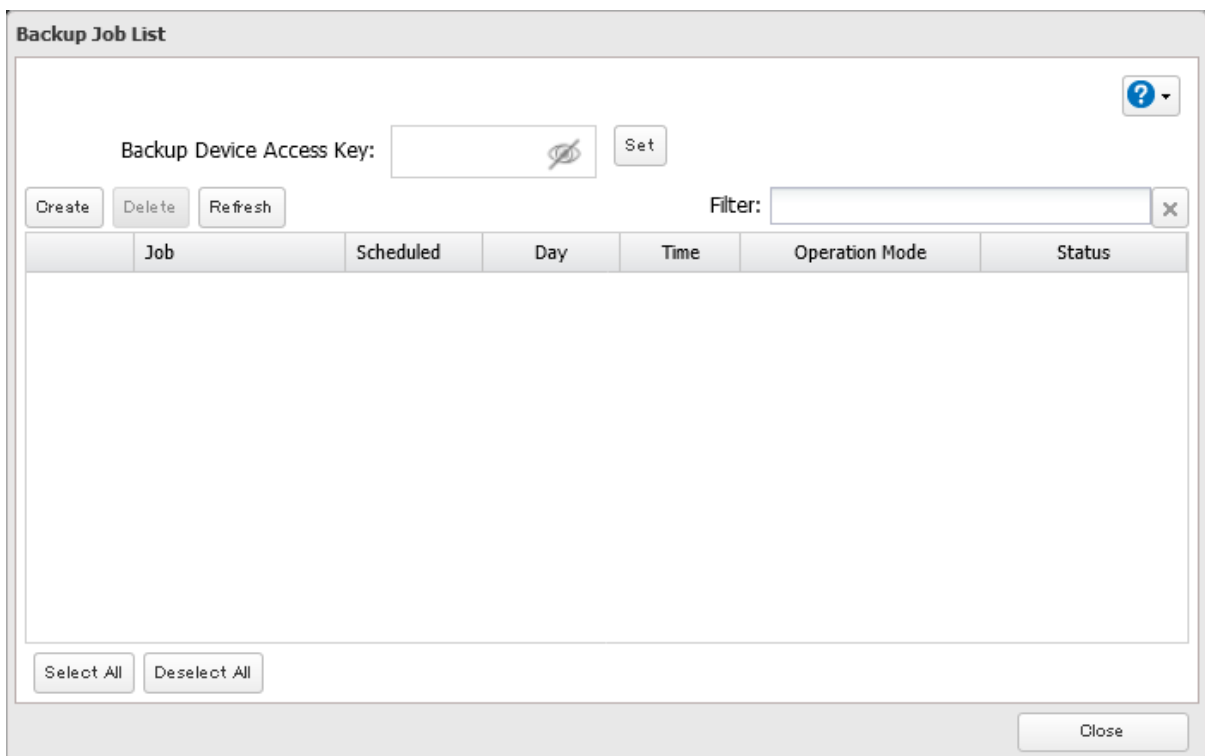 Backup Job List
?
Backup Device Access Key: Set
Create Delete Refresh Filter:
Job Scheduled Day Time Operation Mode Status
Select All Deselect All
Close